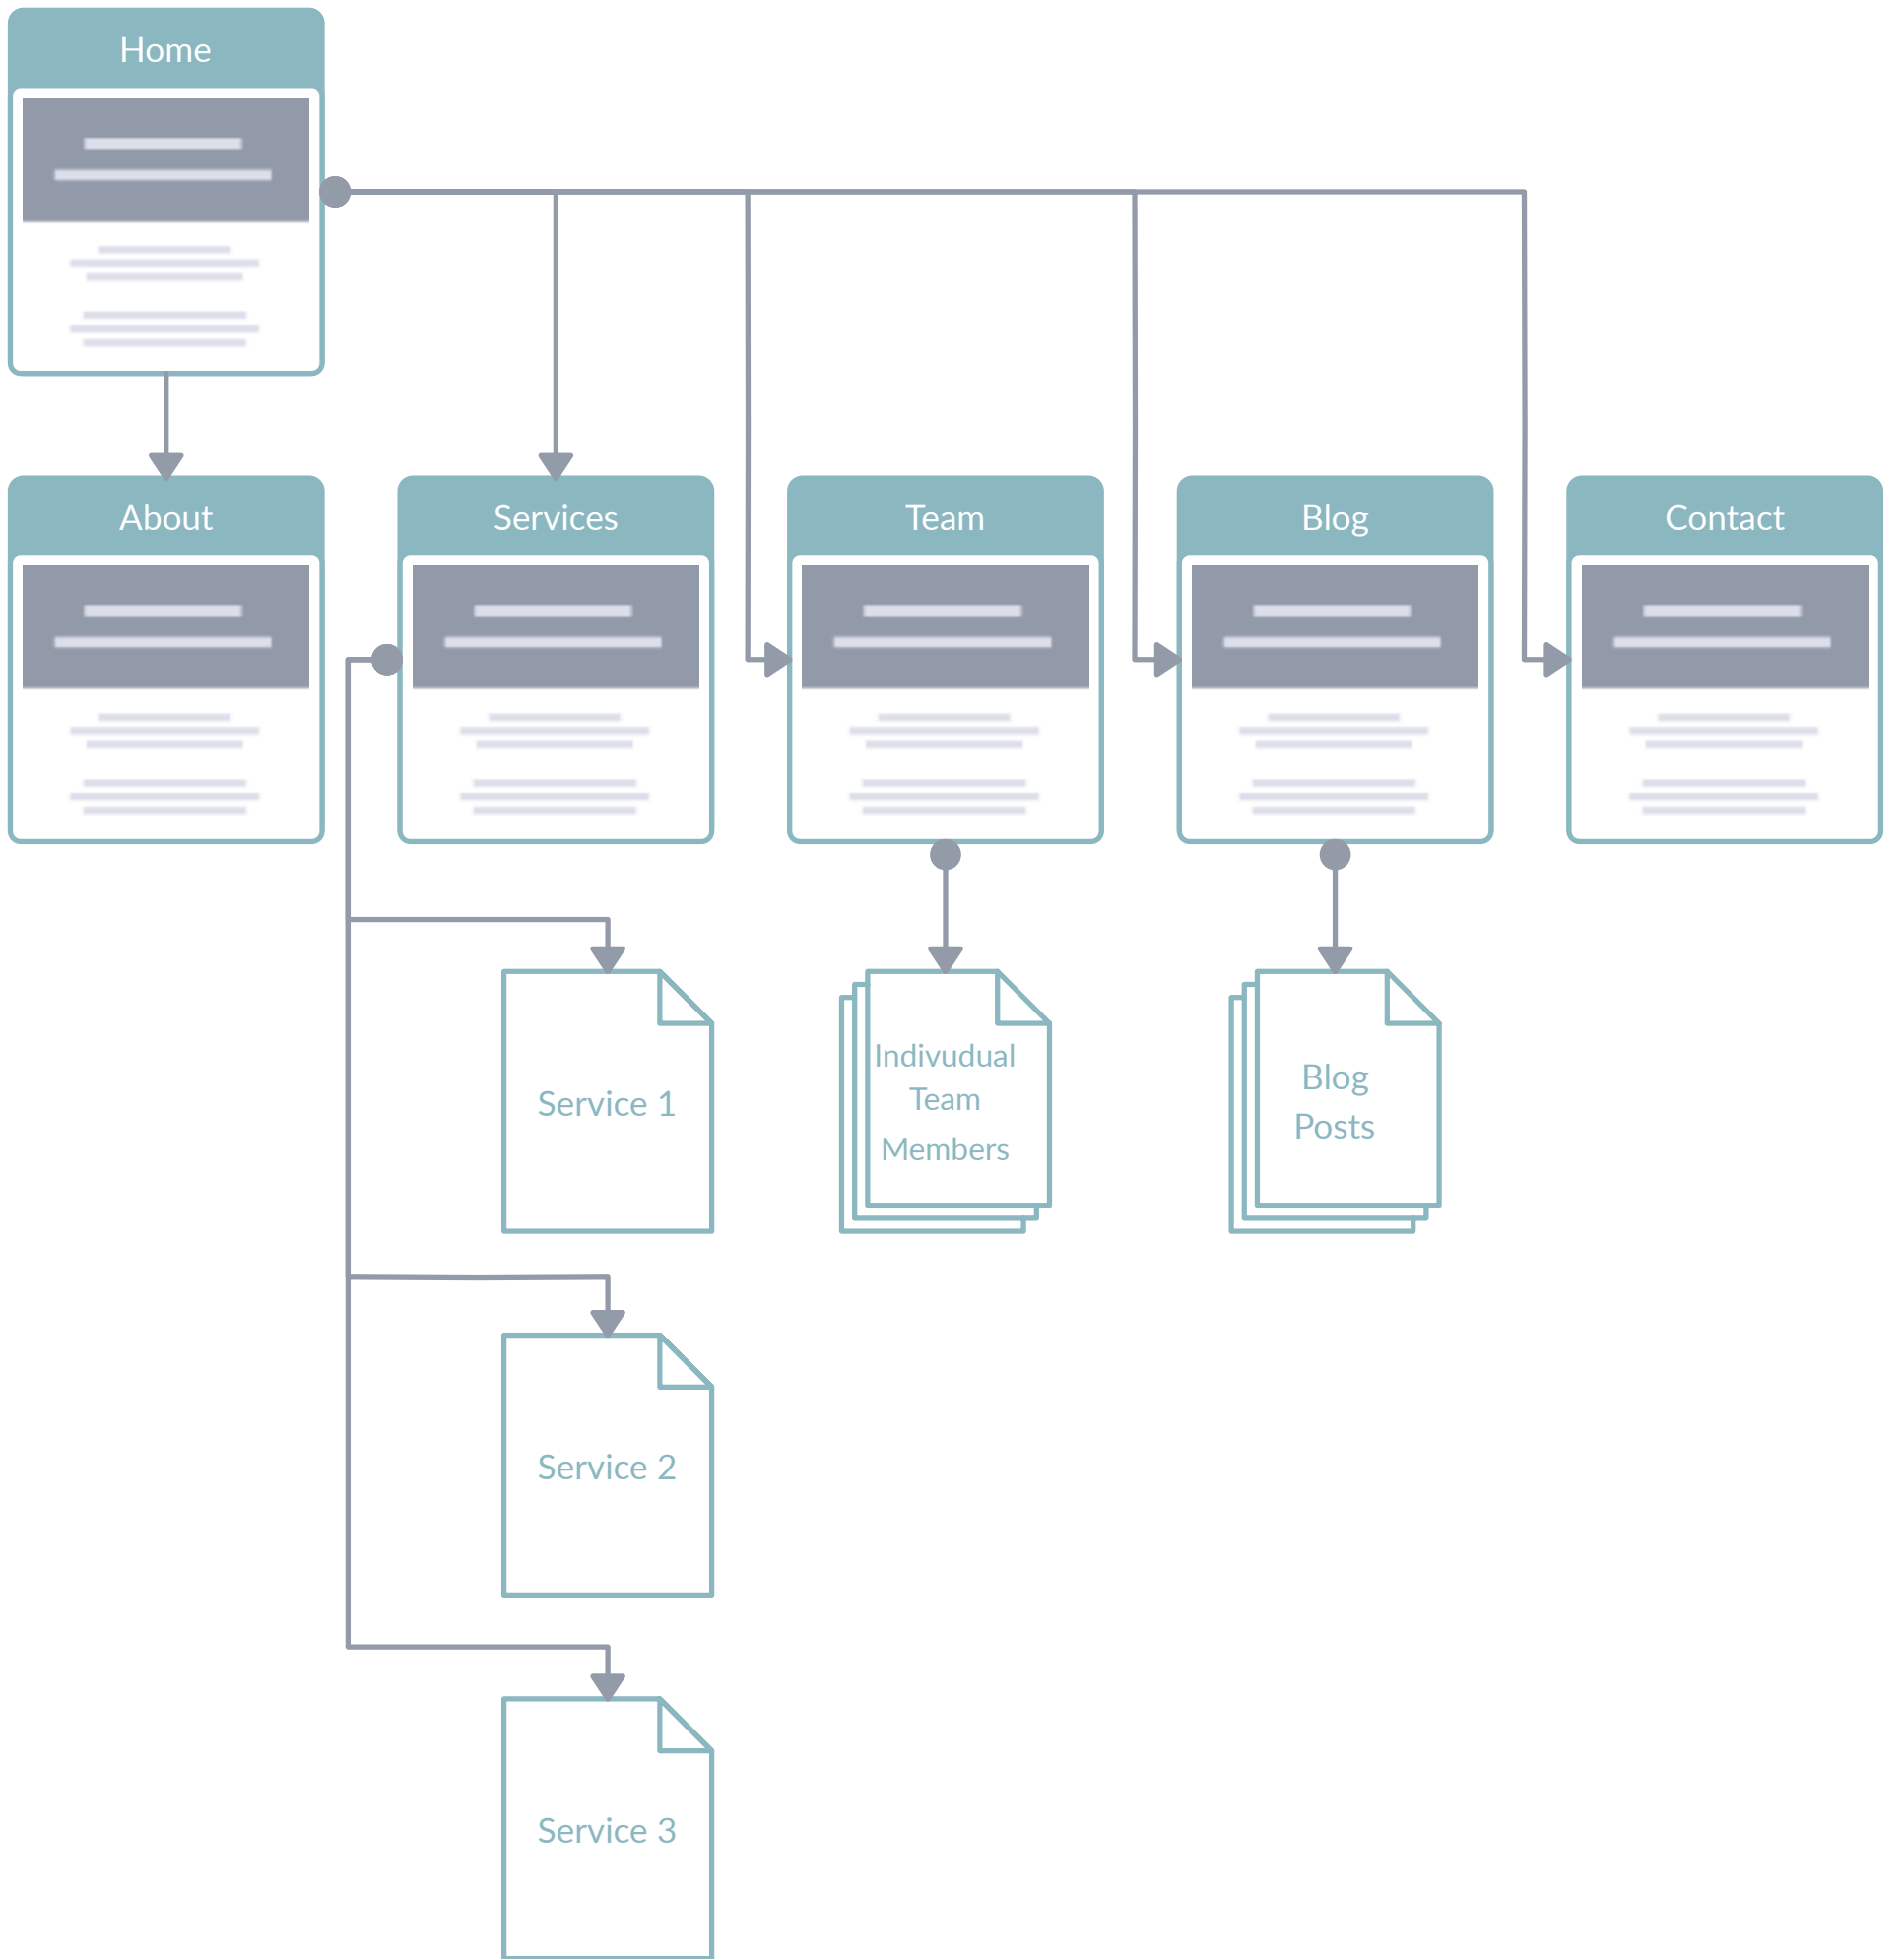 Home
About
Services
Team
Blog
Contact
Service 1
Indivudual
Team
Members
Blog
Posts
Service 2
Service 3